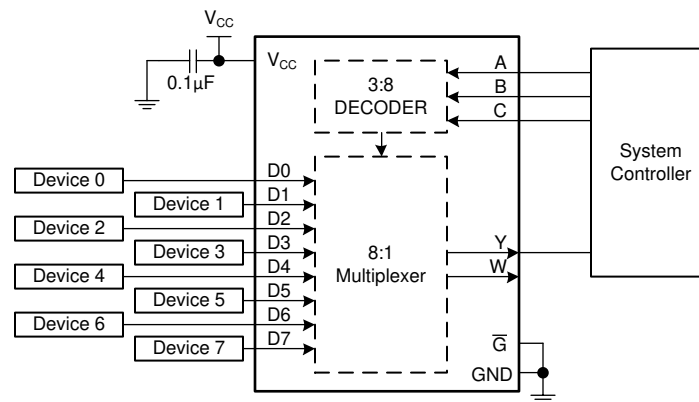 VCC
0.1µF
VCC
3:8
DECODER
A
B
C
System
Controller
Device 0
D0
Device 1
D1
Device 2
D2
Device 3
D3
Device 4
D4
Device 5
D5
Device 6
D6
Device 7
D7
8:1
Multiplexer
Y
W
G̅
GND